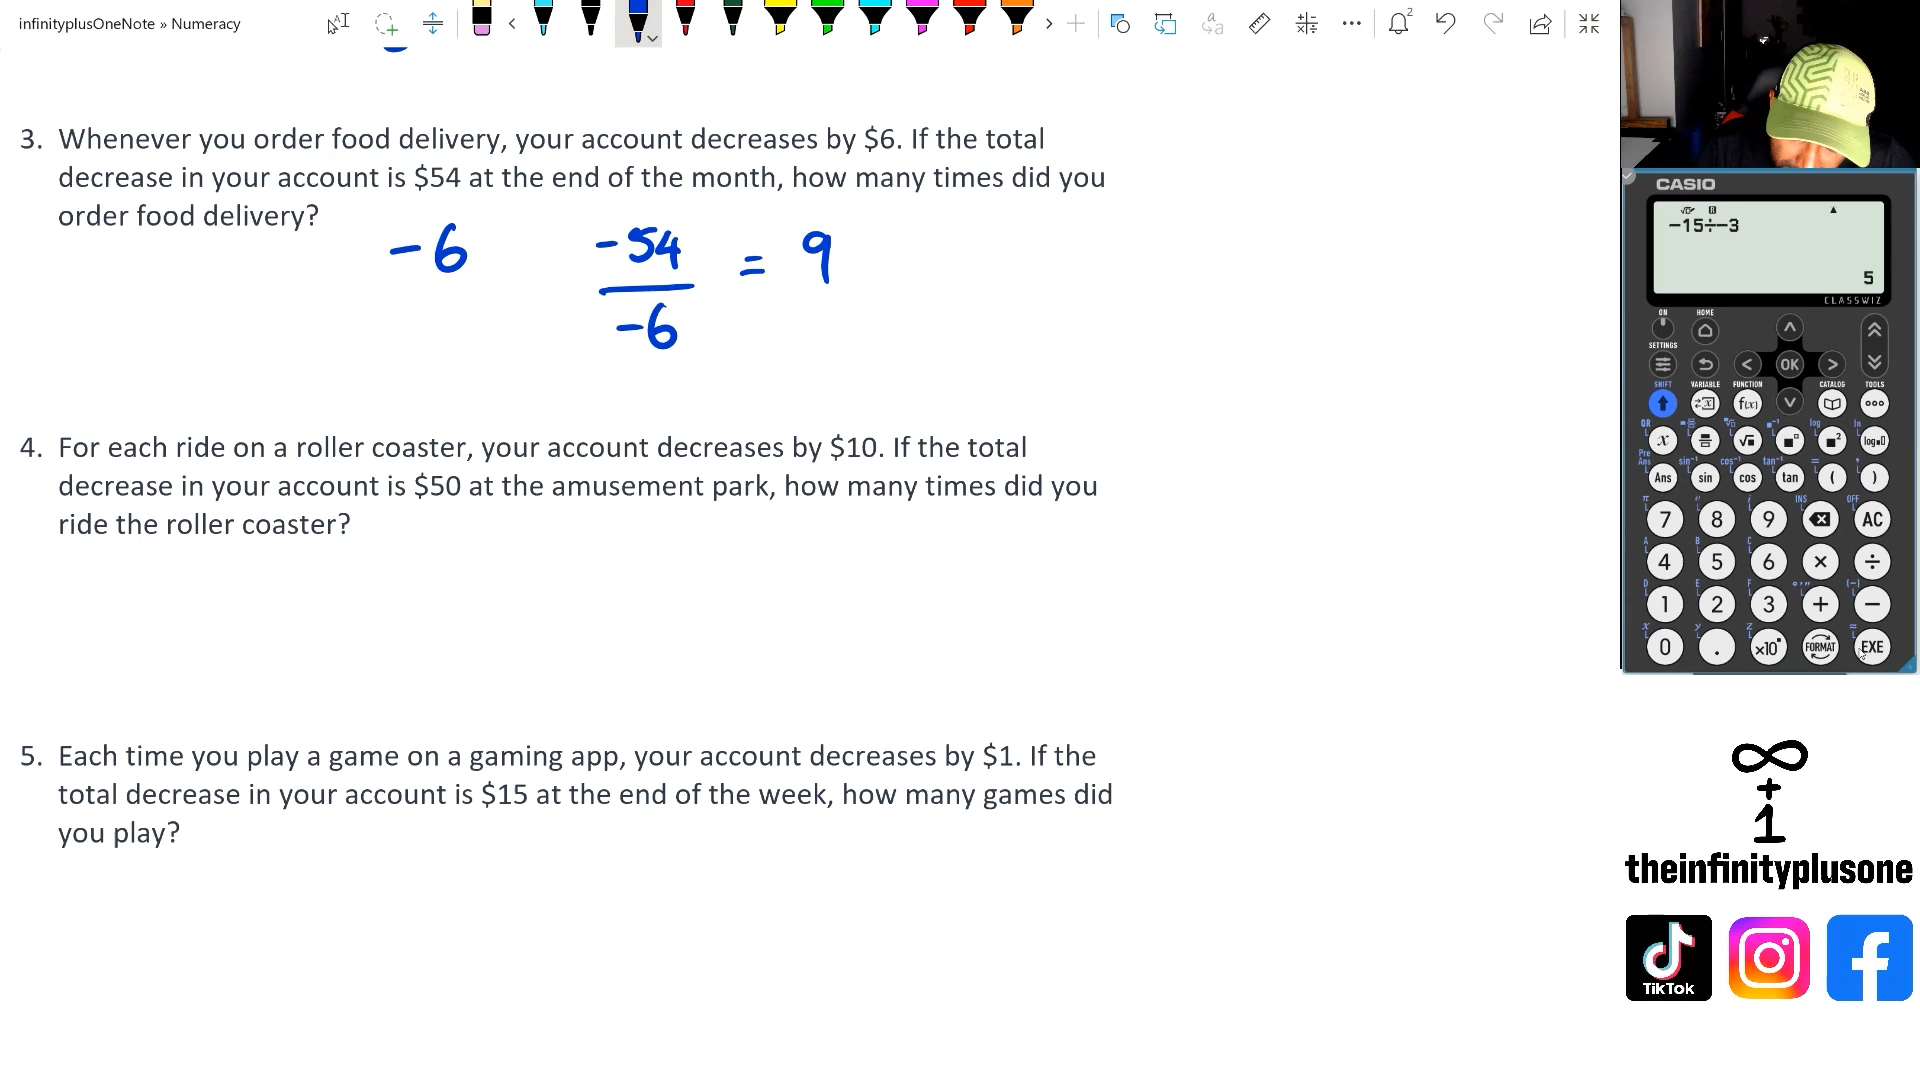 infinityplusOneNote » Numeracy
3. Whenever you order food delivery, your account decreases by $6. If the total
decrease in your account is $54 at the end of the month, how many times did you
order food delivery?
-6
-54
= 9
-6
4. For each ride on a roller coaster, your account decreases by $10. If the total
decrease in your account is $50 at the amusement park, how many times did you
ride the roller coaster?
5. Each time you play a game on a gaming app, your account decreases by $1. If the
total decrease in your account is $15 at the end of the week, how many games did
you play?
CASIO
-15÷-3
5
CLASSWIZ
ON HOME
SETTINGS
OK
SHIFT VARIABLE FUNCTION CATALOG TOOLS
f(x)
Ans sin cos tan ( )
INS OFF
7 8 9 AC
4 5 6 × ÷
1 2 3 + −
0 . ×10 FORMAT EXE
∞
+
1
theinfinityplusone
TikTok